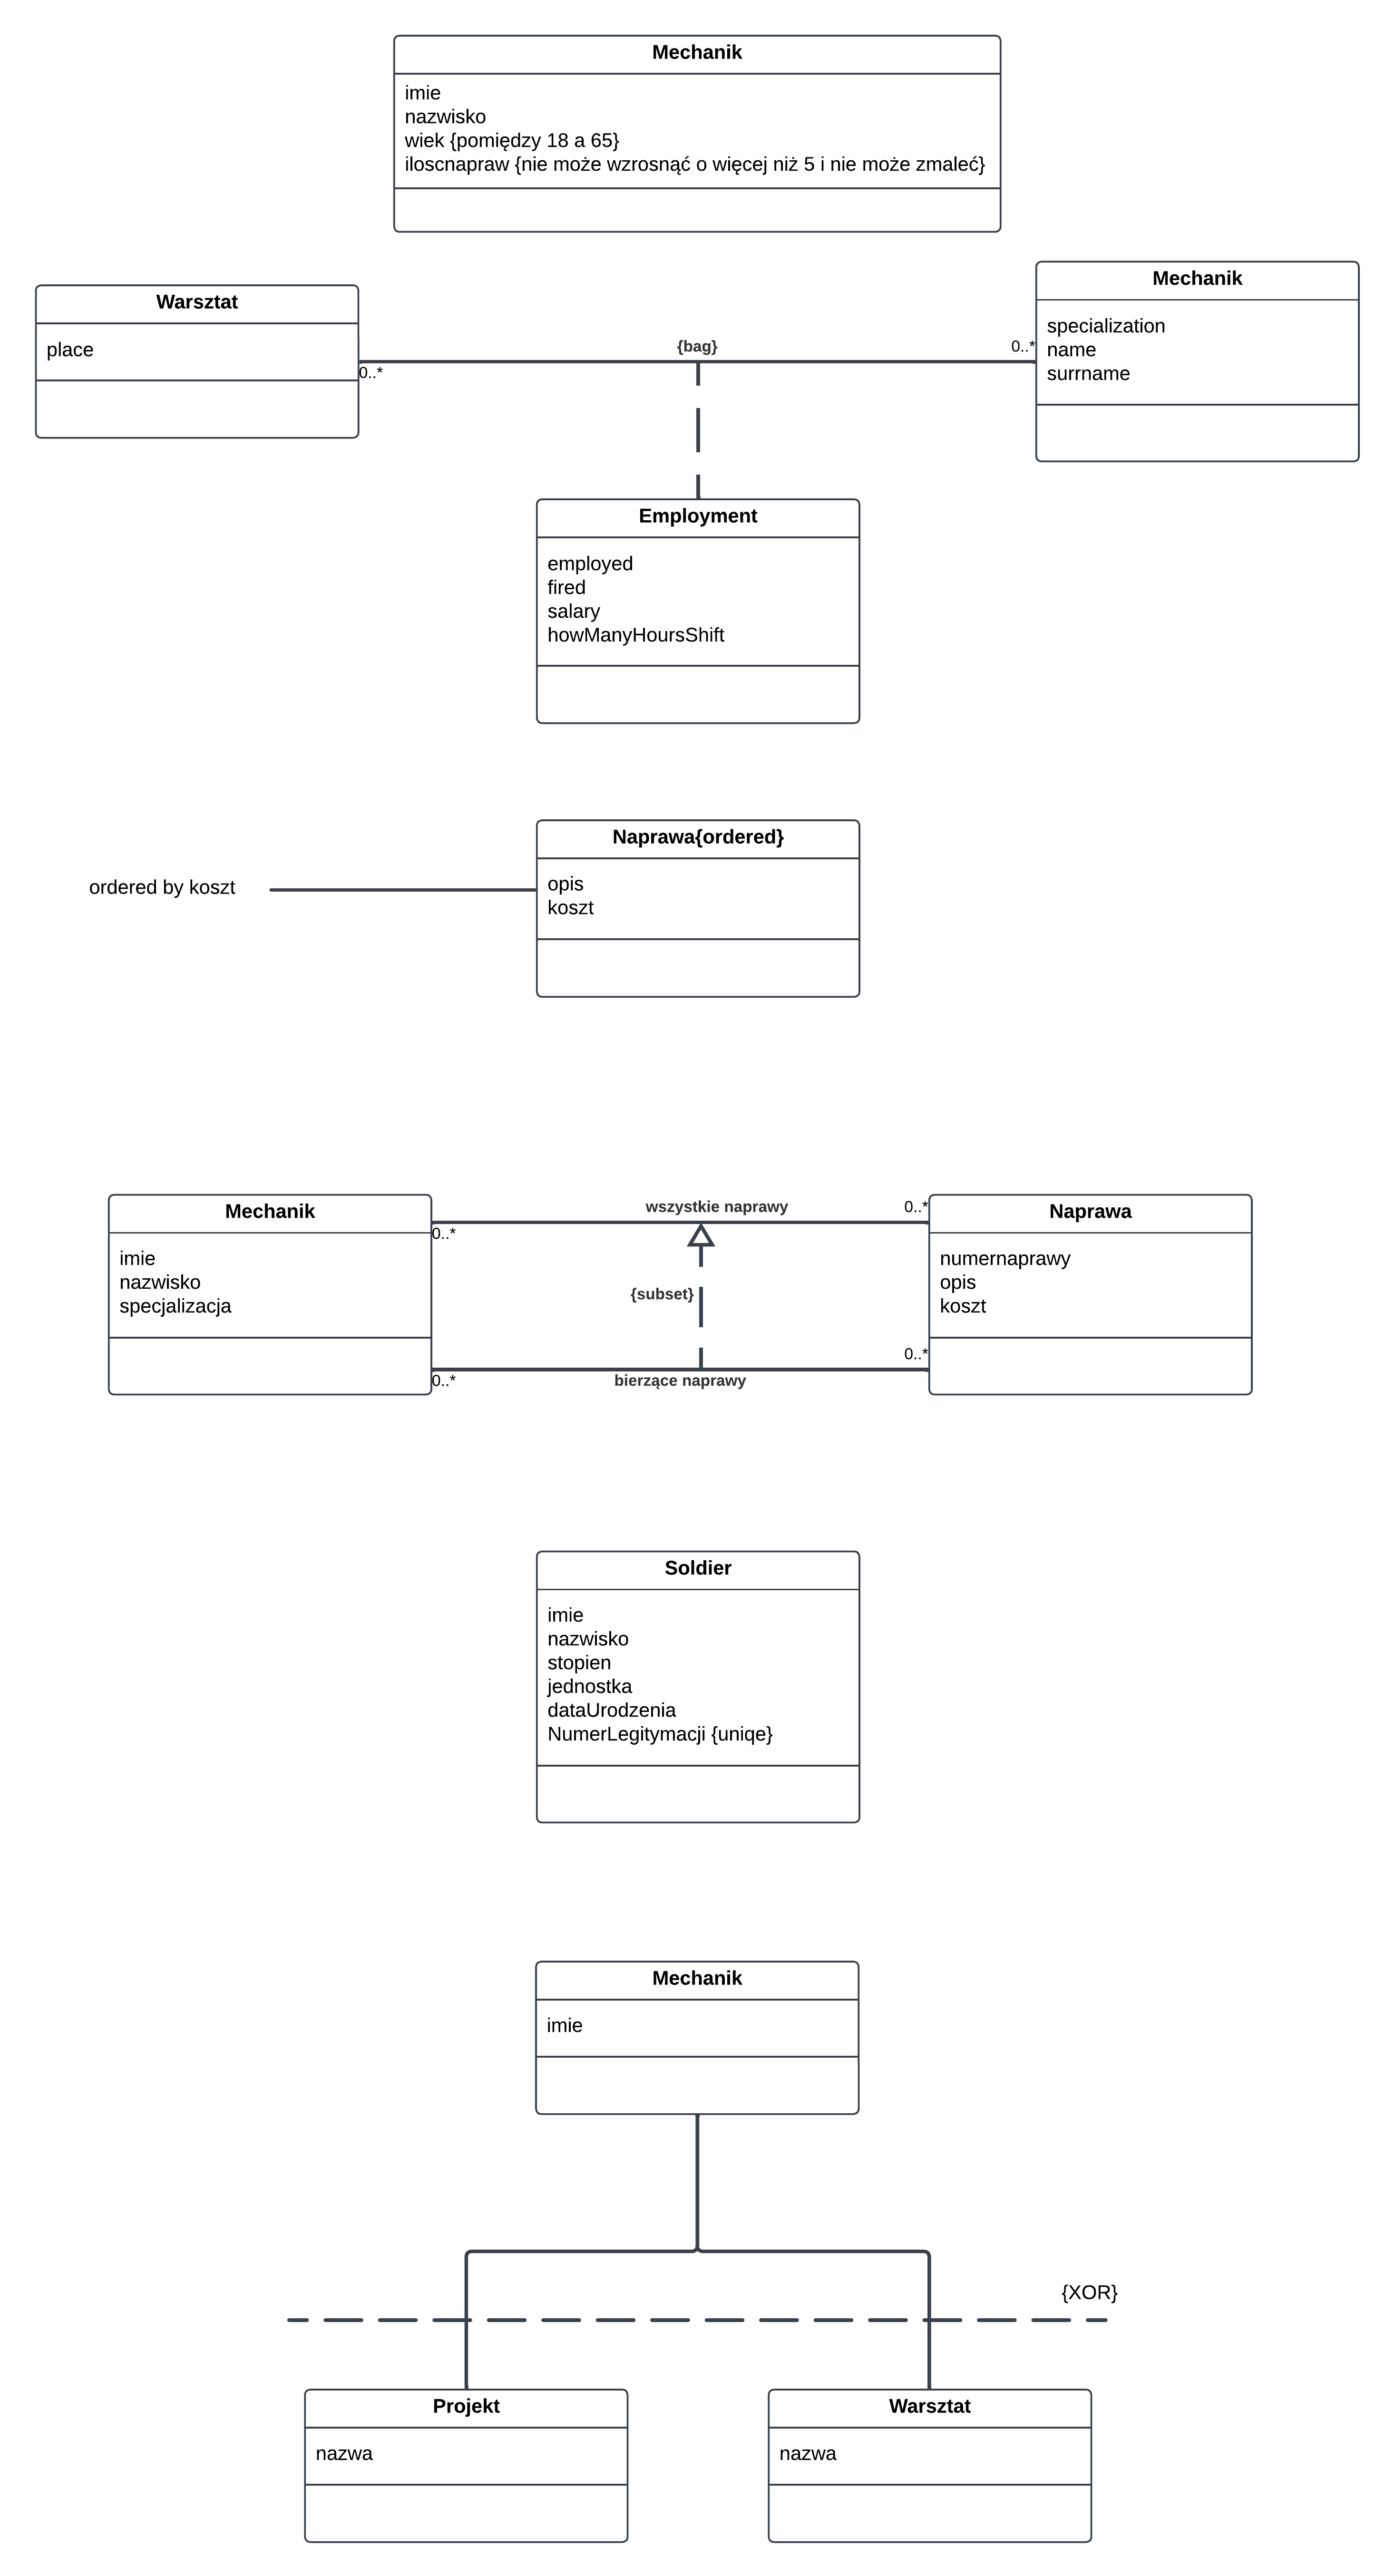 Mechanik
imie
nazwisko
wiek {pomiędzy 18 a 65}
iloscnapraw {nie może wzrosnąć o więcej niż 5 i nie może zmaleć}
Warsztat
place
0..*
{bag}
0..*
Mechanik
specialization
name
surrname
Employment
employed
fired
salary
howManyHoursShift
ordered by koszt
Naprawa{ordered}
opis
koszt
Mechanik
imie
nazwisko
specjalizacja
wszystkie naprawy
0..*
0..*
{subset}
0..*
0..*
bierzące naprawy
Naprawa
numernaprawy
opis
koszt
Soldier
imie
nazwisko
stopien
jednostka
dataUrodzenia
NumerLegitymacji {uniqe}
Mechanik
imie
{XOR}
Projekt
nazwa
Warsztat
nazwa